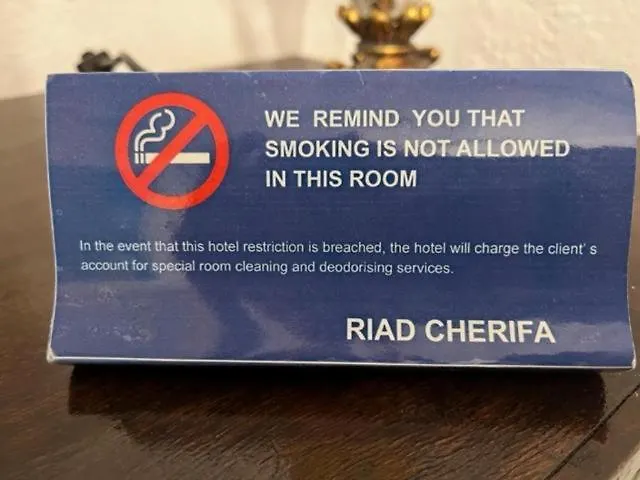 WE REMIND YOU THAT
SMOKING IS NOT ALLOWED
IN THIS ROOM
In the event that this hotel restriction is breached, the hotel will charge the client' s
account for special room cleaning and deodorising services.
RIAD CHERIFA